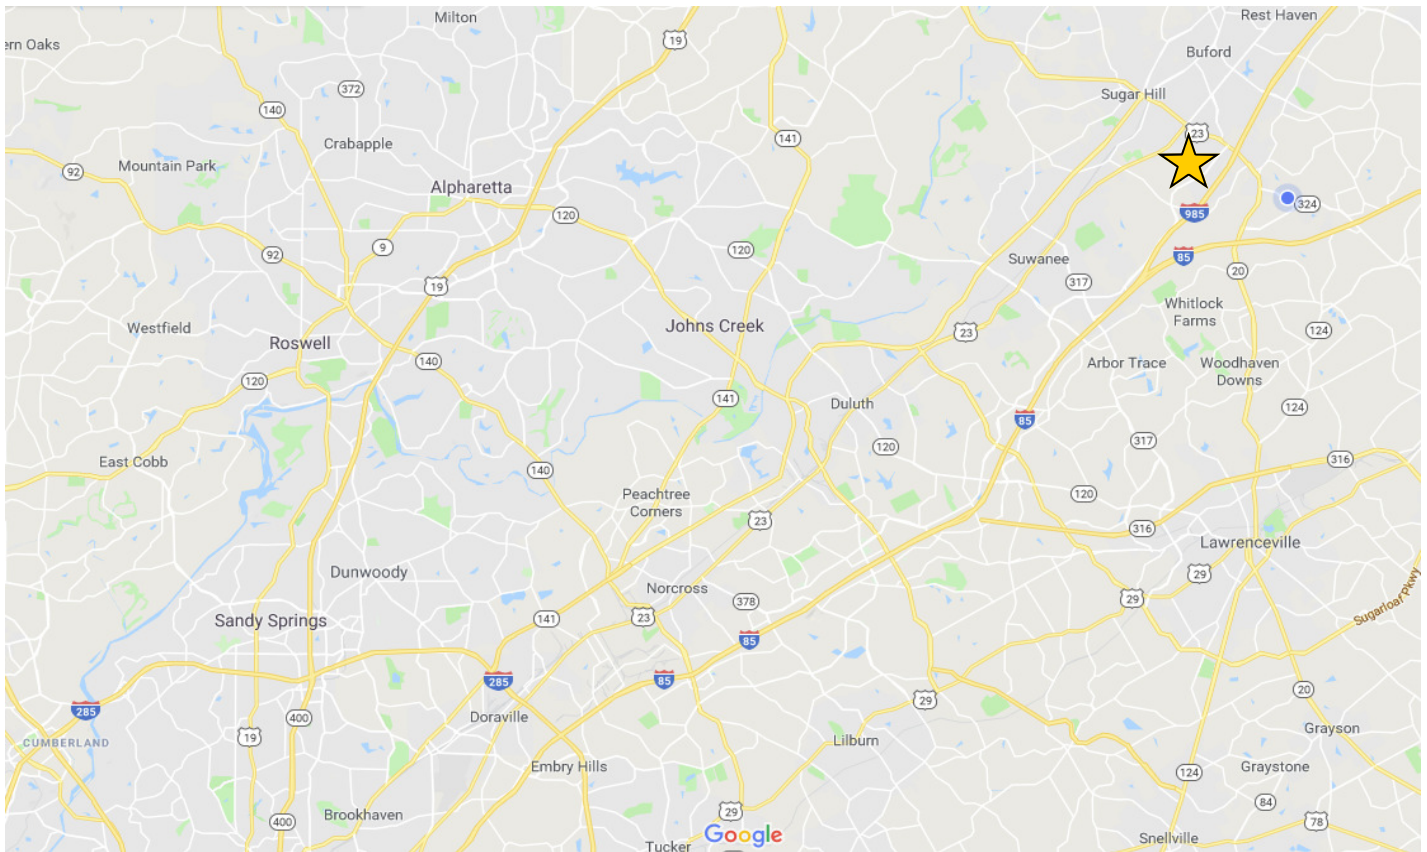 Milton
Rest Haven
ern Oaks
19
Buford
372
Sugar Hill
140
Crabapple
141
23
92
Mountain Park
Alpharetta
324
120
985
9
120
92
Suwanee
85
20
19
317
Whitlock
Farms
Westfield
Johns Creek
23
124
Roswell
140
Arbor Trace
Woodhaven
Downs
120
141
Duluth
124
85
317
120
East Cobb
140
316
Peachtree
Corners
120
23
316
Lawrenceville
Dunwoody
29
Norcross
378
29
Sugarloaf Pkwy
Sandy Springs
141
23
85
285
85
20
29
285
400
Doraville
19
Grayson
CUMBERLAND
Lilburn
Embry Hills
124
Graystone
84
Brookhaven
400
29
78
Google
Tucker
Snellville